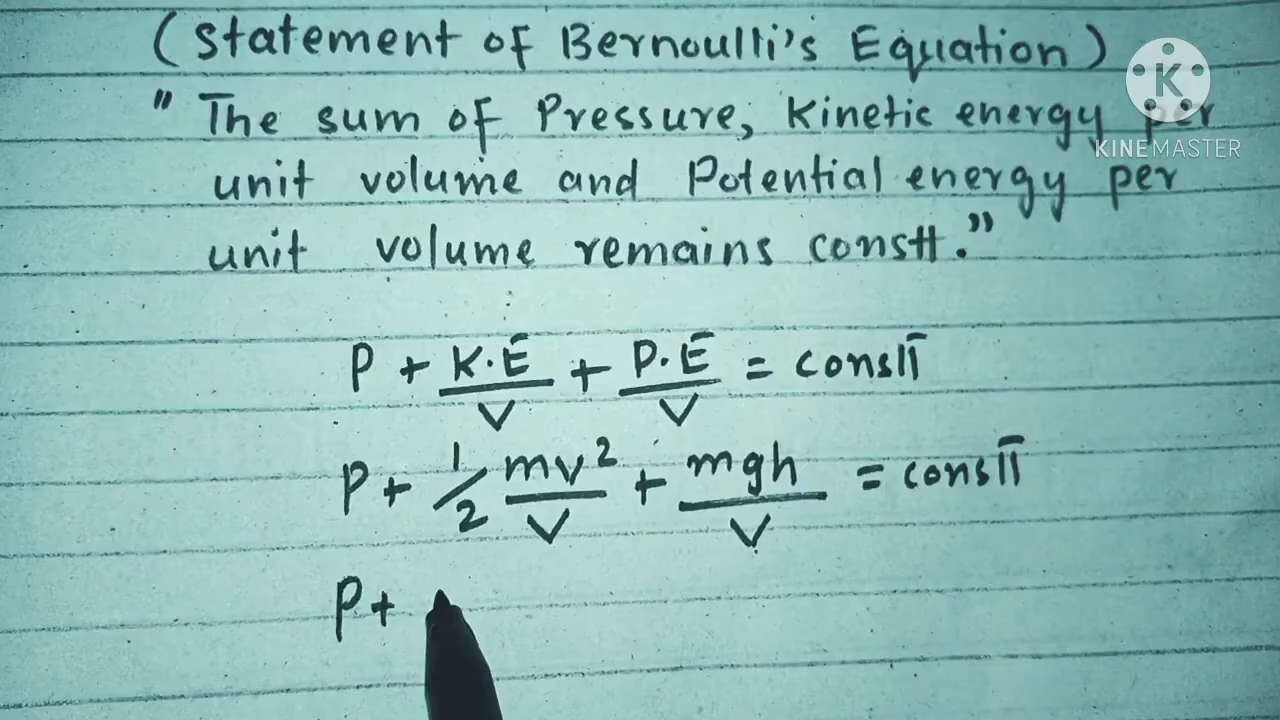 (Statement of Bernoulli's Equation)
" The sum of Pressure, Kinetic energy per
unit volume and Potential energy per
unit volume remains constt."
K
KINEMASTER
P + K.E/V + P.E/V = constt
P + 1/2 mv²/V + mgh/V = constt
P +